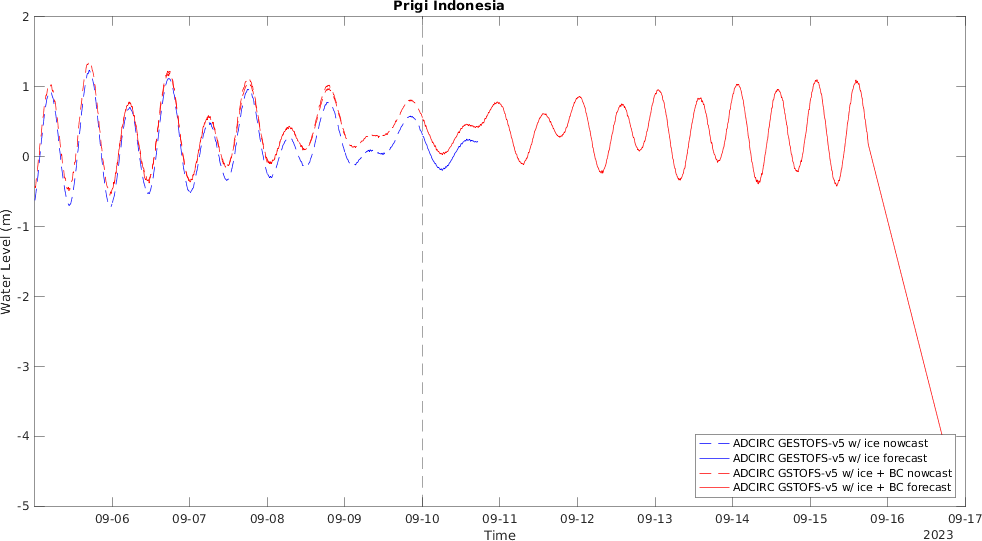 Prigi Indonesia
Water Level (m)
2
1
0
-1
-2
-3
-4
-5
ADCIRC GESTOFS-v5 w/ ice nowcast
ADCIRC GESTOFS-v5 w/ ice forecast
ADCIRC GSTOFS-v5 w/ ice + BC nowcast
ADCIRC GSTOFS-v5 w/ ice + BC forecast
09-06 09-07 09-08 09-09 09-10 09-11 09-12 09-13 09-14 09-15 09-16 09-17
Time
2023